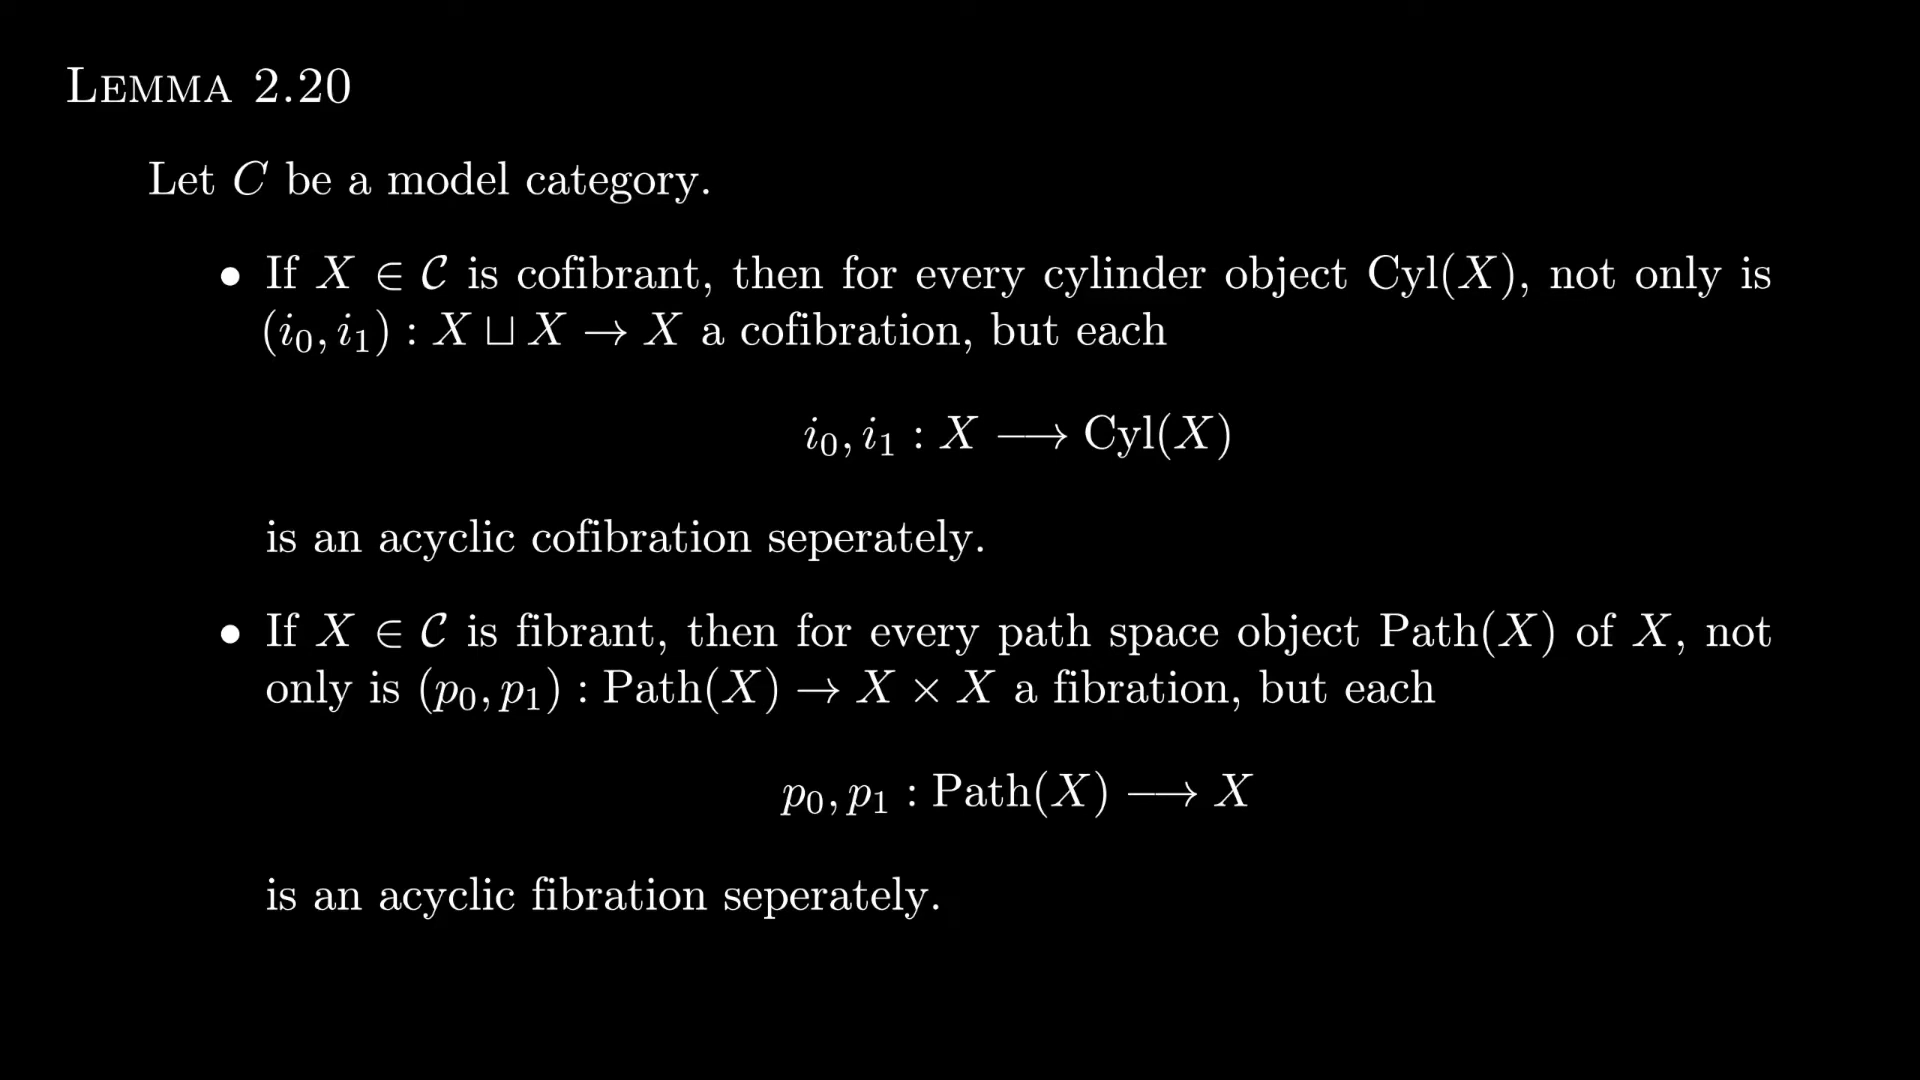 LEMMA 2.20
Let C be a model category.
• If X ∈ 𝒞 is cofibrant, then for every cylinder object Cyl(X), not only is
(i₀, i₁) : X ⊔ X → X a cofibration, but each
i₀, i₁ : X ⟶ Cyl(X)
is an acyclic cofibration seperately.
• If X ∈ 𝒞 is fibrant, then for every path space object Path(X) of X, not
only is (p₀, p₁) : Path(X) → X × X a fibration, but each
p₀, p₁ : Path(X) ⟶ X
is an acyclic fibration seperately.